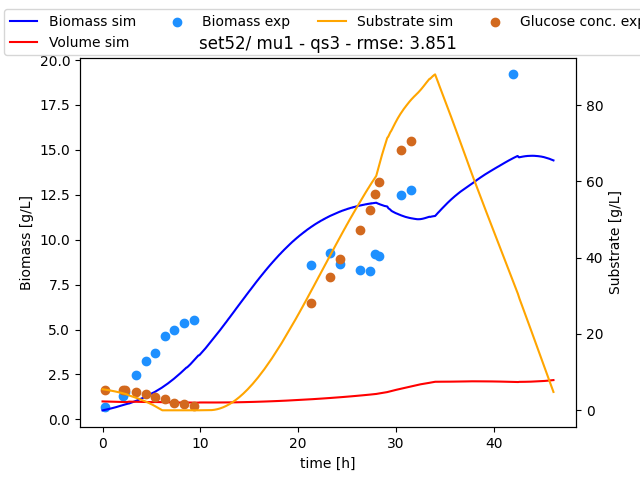 Biomass sim Biomass exp Substrate sim Glucose conc. exp
Volume sim
set52/ mu1 - qs3 - rmse: 3.851
20.0
17.5
15.0
12.5
10.0
7.5
5.0
2.5
0.0
Biomass [g/L]
80
60
40
20
0
Substrate [g/L]
0 10 20 30 40
time [h]